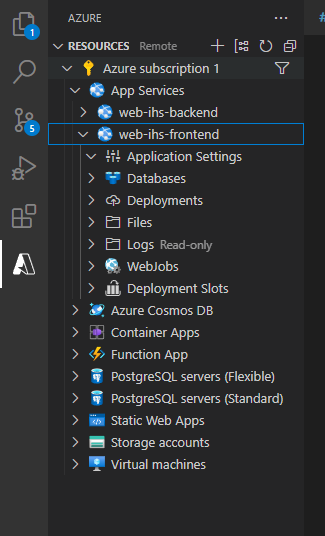 AZURE
RESOURCES Remote
Azure subscription 1
App Services
web-ihs-backend
web-ihs-frontend
Application Settings
Databases
Deployments
Files
Logs Read-only
WebJobs
Deployment Slots
Azure Cosmos DB
Container Apps
Function App
PostgreSQL servers (Flexible)
PostgreSQL servers (Standard)
Static Web Apps
Storage accounts
Virtual machines
1
5